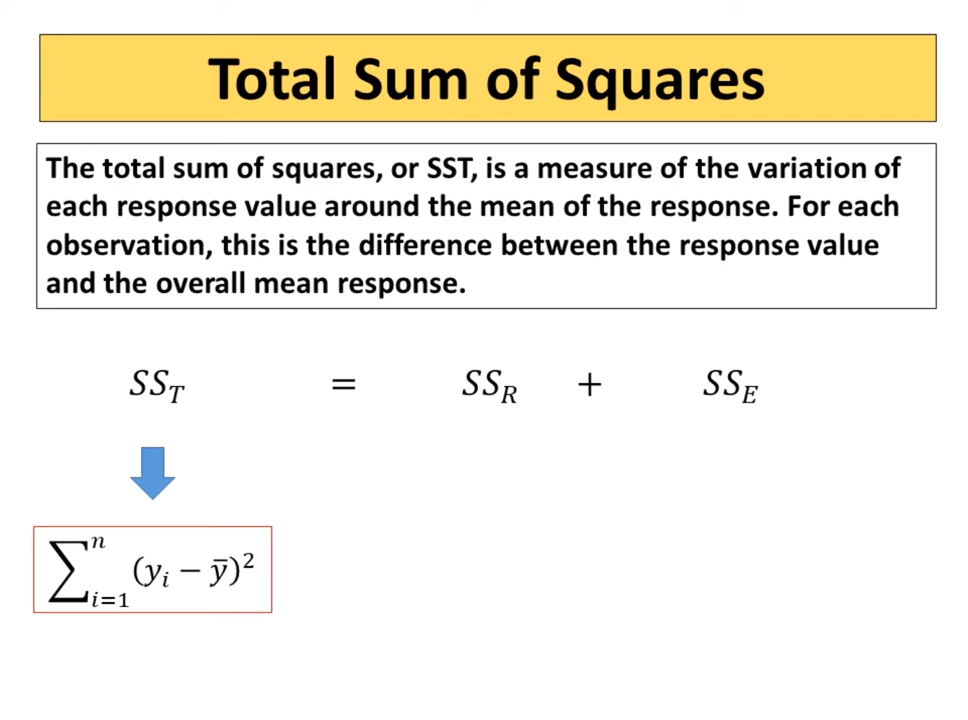 Total Sum of Squares
The total sum of squares, or SST, is a measure of the variation of
each response value around the mean of the response. For each
observation, this is the difference between the response value
and the overall mean response.
SS_T = SS_R + SS_E
∑_{i=1}^{n} (y_i − ȳ)^2